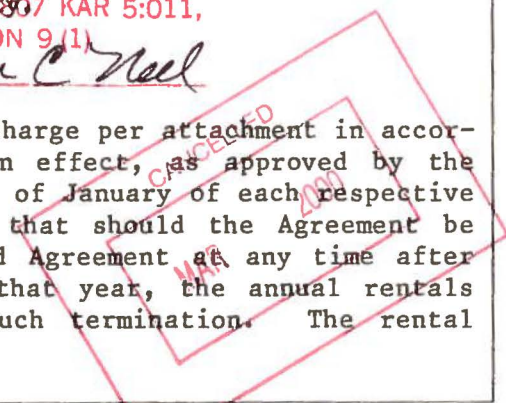 807 KAR 5:011,
ON 9 (1)
C Neel
harge per attachment in accor-
n effect, as approved by the
of January of each respective
that should the Agreement be
d Agreement at any time after
that year, the annual rentals
uch termination. The rental
CANCELLED
MAR 2000